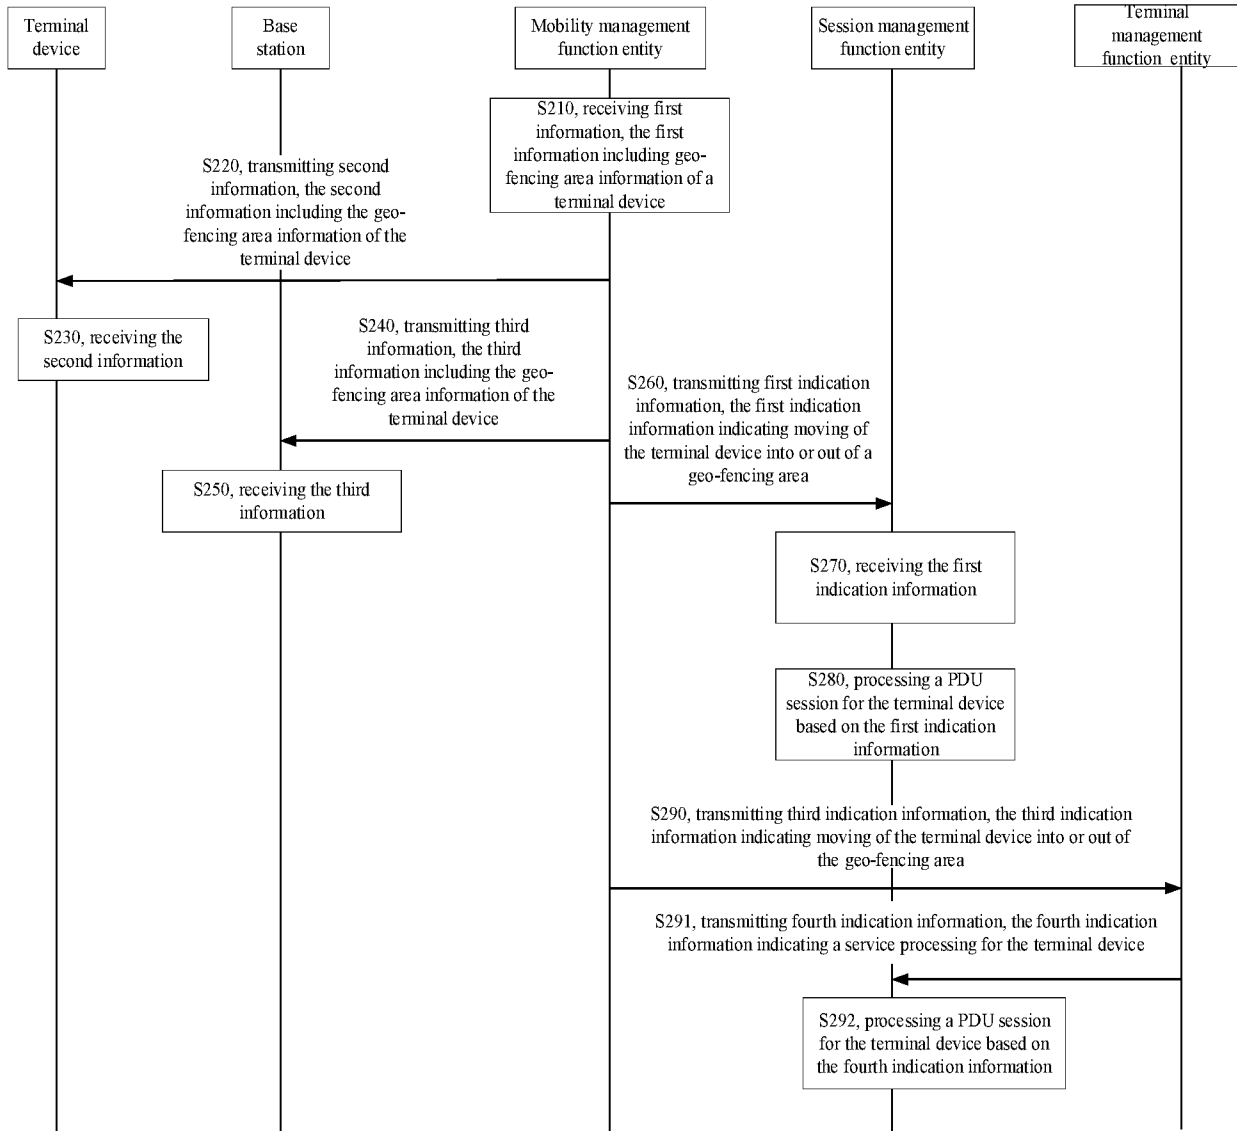 Terminal
device
Base
station
Mobility management
function entity
Session management
function entity
Terminal
management
function entity
S210, receiving first
information, the first
information including geo-
fencing area information of a
terminal device
S220, transmitting second
information, the second
information including the geo-
fencing area information of the
terminal device
S230, receiving the
second information
S240, transmitting third
information, the third
information including the geo-
fencing area information of the
terminal device
S250, receiving the third
information
S260, transmitting first indication
information, the first indication
information indicating moving of
the terminal device into or out of a
geo-fencing area
S270, receiving the first
indication information
S280, processing a PDU
session for the terminal device
based on the first indication
information
S290, transmitting third indication information, the third indication
information indicating moving of the terminal device into or out of
the geo-fencing area
S291, transmitting fourth indication information, the fourth indication
information indicating a service processing for the terminal device
S292, processing a PDU session
for the terminal device based on
the fourth indication information